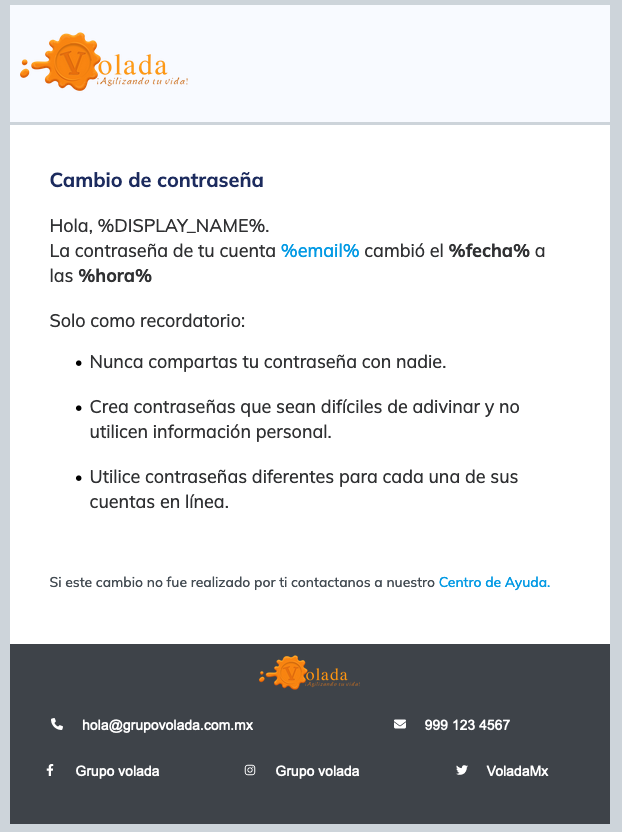 Volada
¡Agilizando tu vida!
Cambio de contraseña
Hola, %DISPLAY_NAME%.
La contraseña de tu cuenta %email% cambió el %fecha% a
las %hora%
Solo como recordatorio:
• Nunca compartas tu contraseña con nadie.
• Crea contraseñas que sean difíciles de adivinar y no
utilicen información personal.
• Utilice contraseñas diferentes para cada una de sus
cuentas en línea.
Si este cambio no fue realizado por ti contactanos a nuestro Centro de Ayuda.
Volada
¡Agilizando tu vida!
hola@grupovolada.com.mx 999 123 4567
Grupo volada Grupo volada VoladaMx